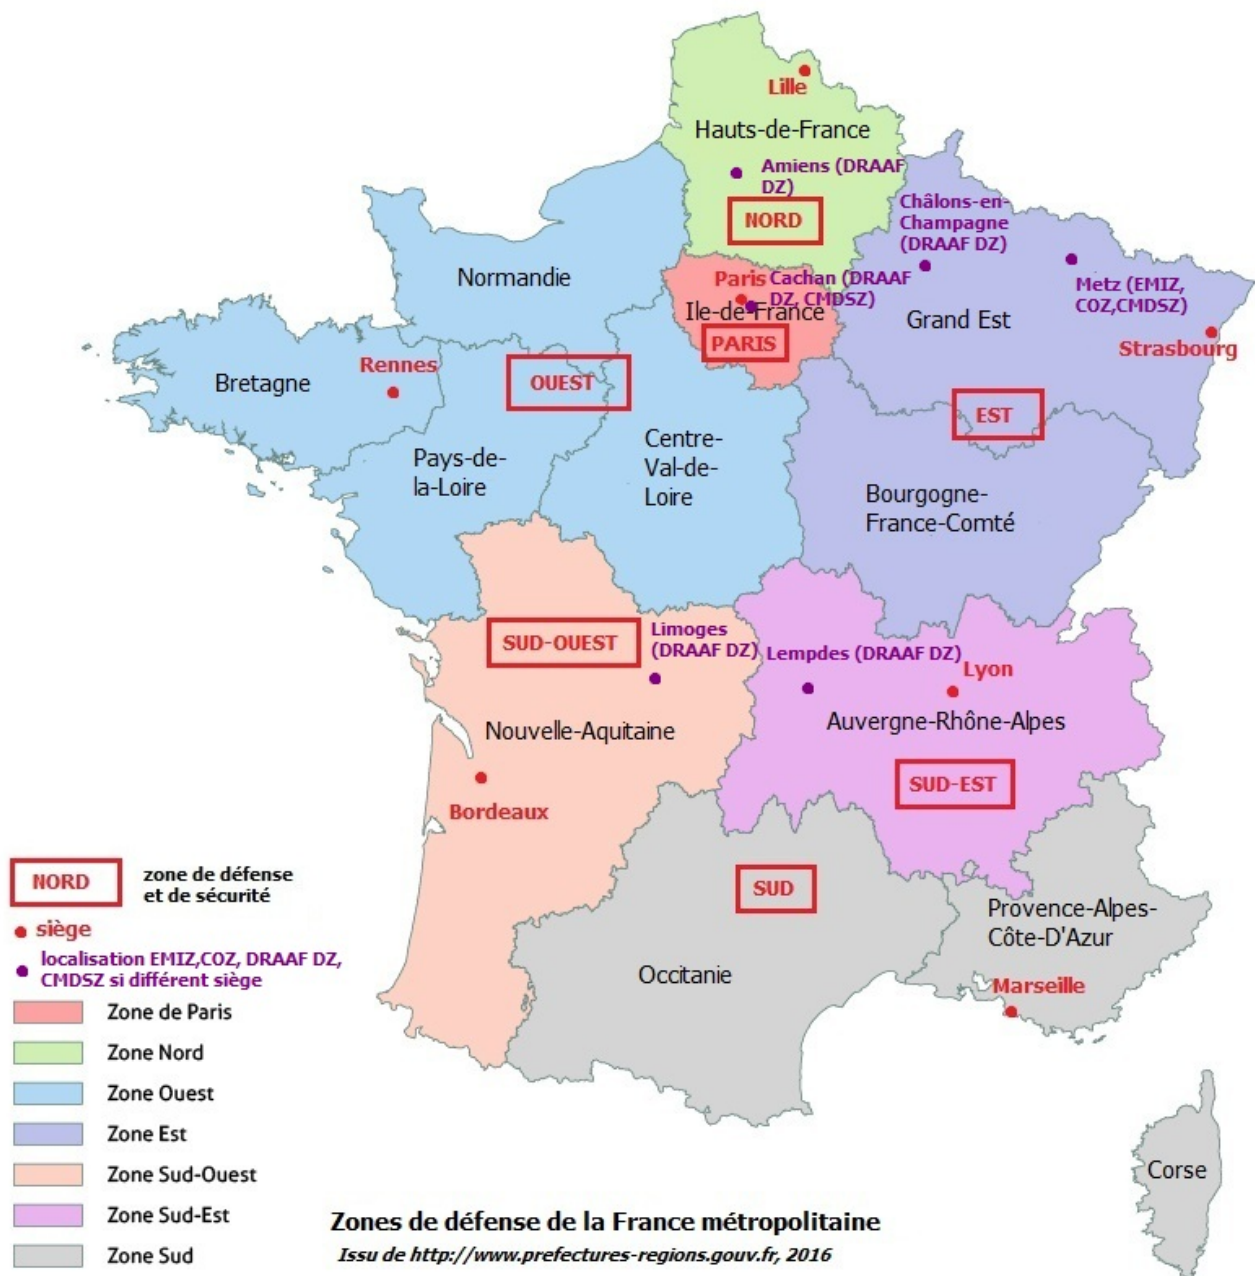 Lille
Hauts-de-France
Amiens (DRAAF
DZ)
NORD
Châlons-en-
Champagne
(DRAAF DZ)
Metz (EMIZ,
COZ,CMDSZ)
Normandie
Paris
Cachan (DRAAF
DZ, CMDSZ)
Ile-de-France
PARIS
Grand Est
Strasbourg
Rennes
Bretagne
OUEST
EST
Pays-de-
la-Loire
Centre-
Val-de-
Loire
Bourgogne-
France-Comté
SUD-OUEST
Limoges
(DRAAF DZ)
Lempdes (DRAAF DZ)
Lyon
Nouvelle-Aquitaine
Auvergne-Rhône-Alpes
SUD-EST
Bordeaux
SUD
Provence-Alpes-
Côte-D'Azur
Occitanie
Marseille
Corse
NORD
zone de défense
et de sécurité
siège
localisation EMIZ,COZ, DRAAF DZ,
CMDSZ si différent siège
Zone de Paris
Zone Nord
Zone Ouest
Zone Est
Zone Sud-Ouest
Zone Sud-Est
Zone Sud
Zones de défense de la France métropolitaine
Issu de http://www.prefectures-regions.gouv.fr, 2016